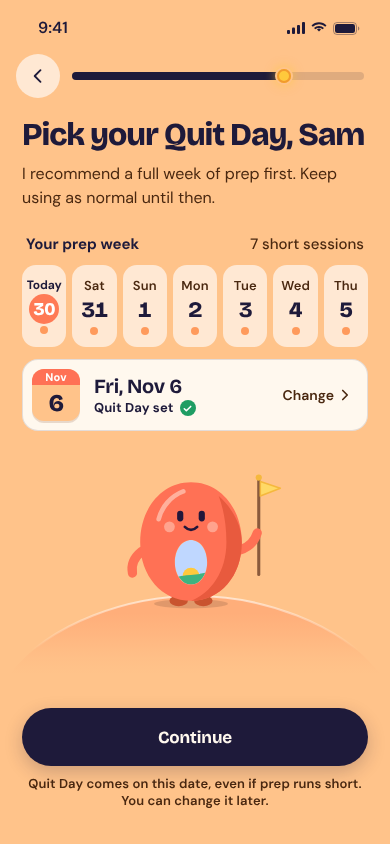 9:41
Pick your Quit Day, Sam
I recommend a full week of prep first. Keep
using as normal until then.
Your prep week
7 short sessions
Today Sat Sun Mon Tue Wed Thu
30 31 1 2 3 4 5
Nov
6
Fri, Nov 6
Quit Day set
Change
Continue
Quit Day comes on this date, even if prep runs short.
You can change it later.